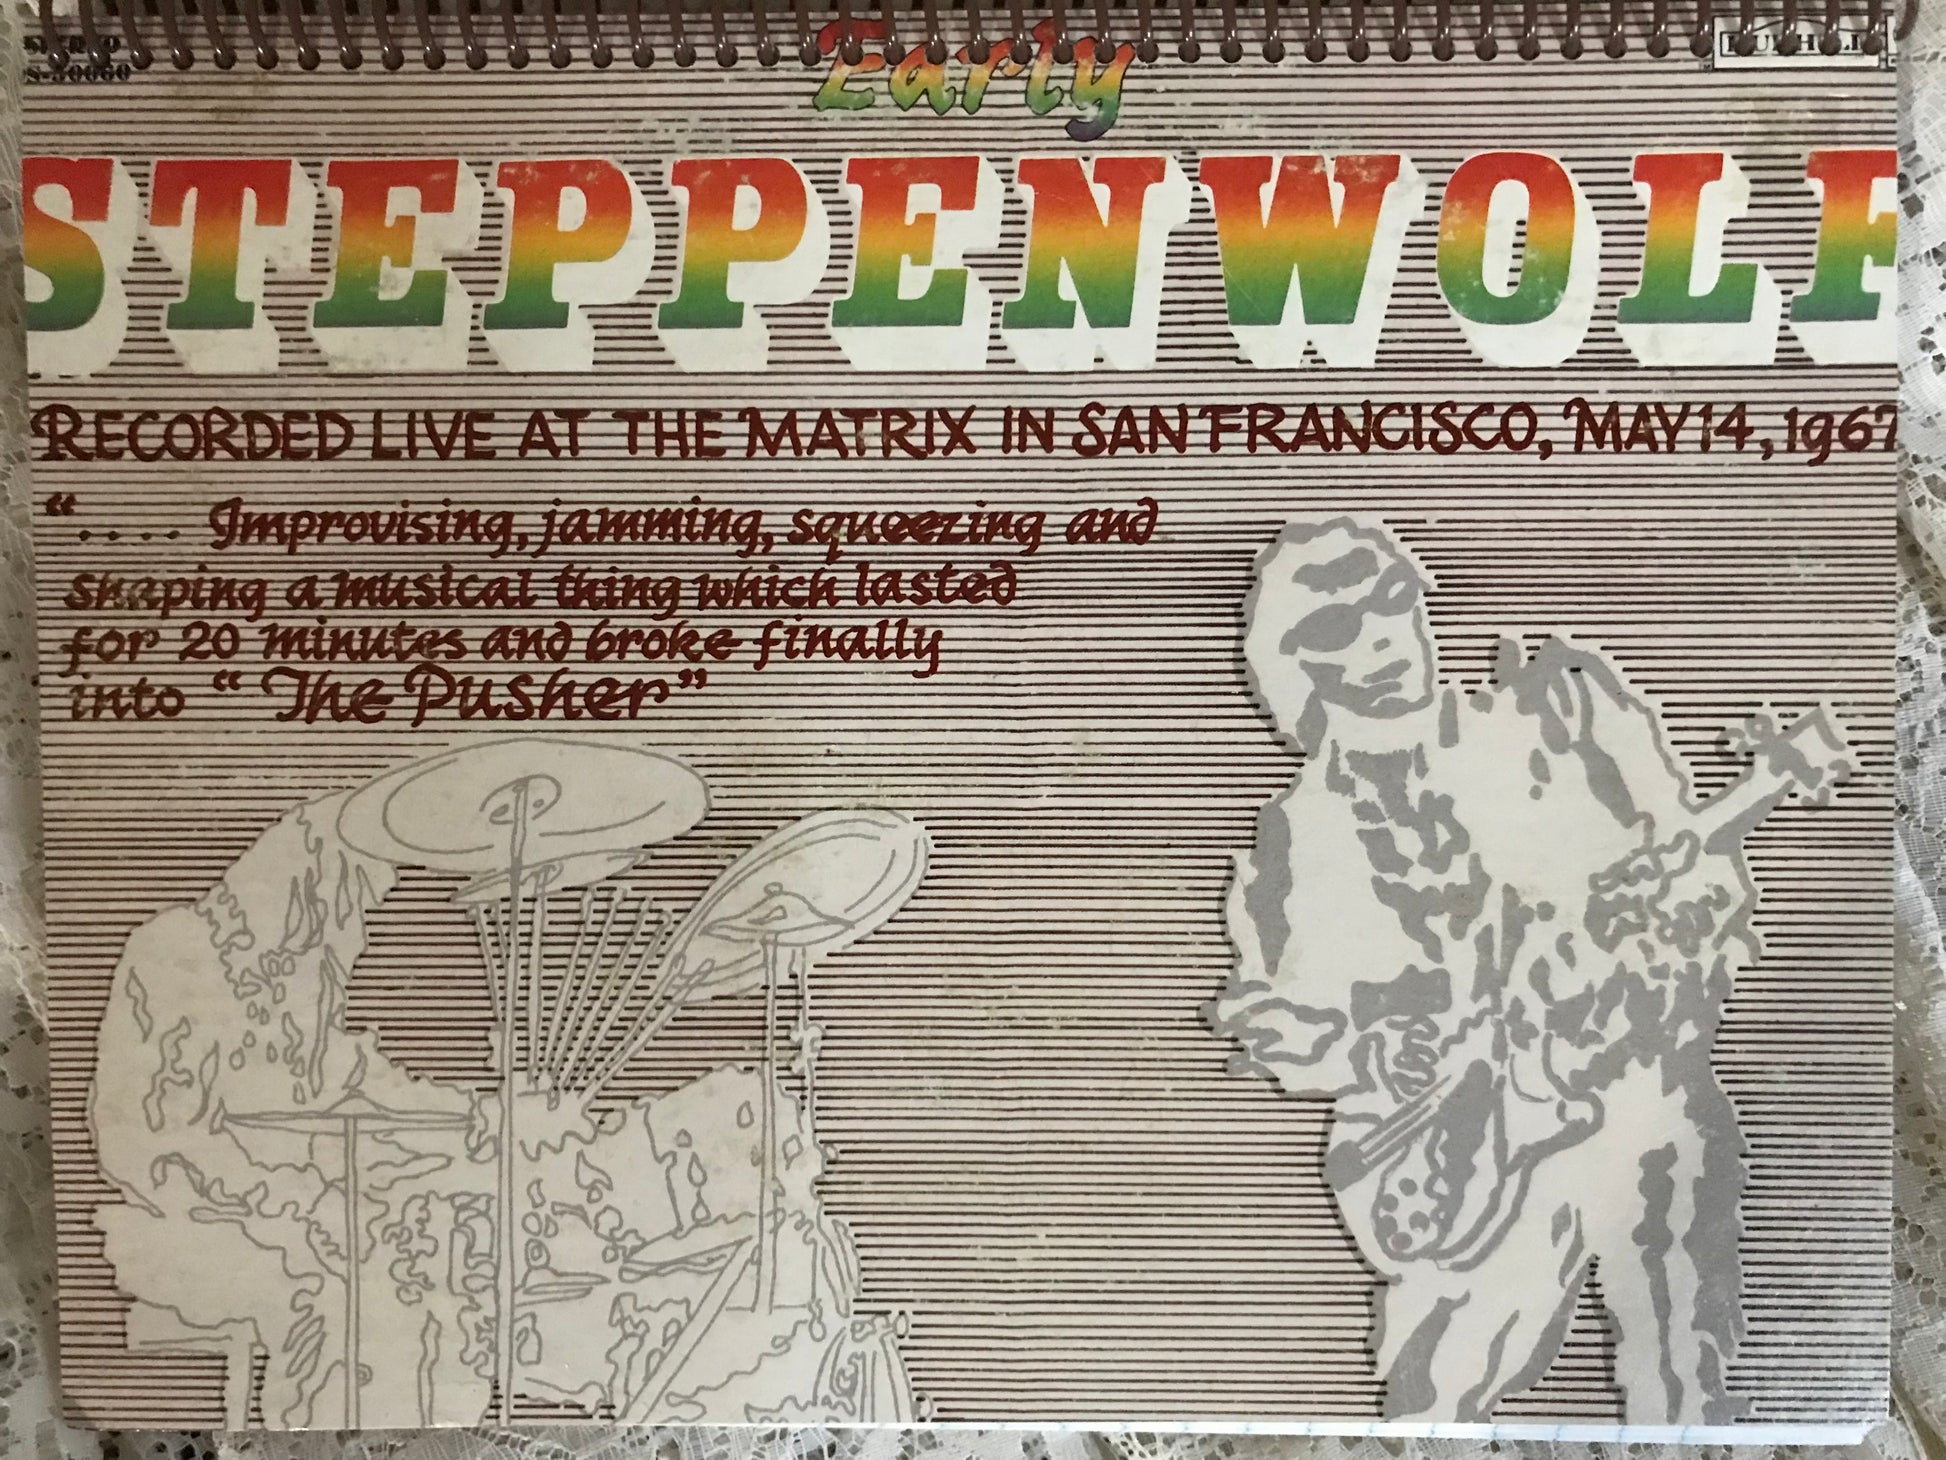 STEREO
Early
STEPPENWOLF
RECORDED LIVE AT THE MATRIX IN SAN FRANCISCO, MAY 14, 1967
“.... Improvising, jamming, squeezing and
shaping a musical thing which lasted
for 20 minutes and broke finally
into “The Pusher”